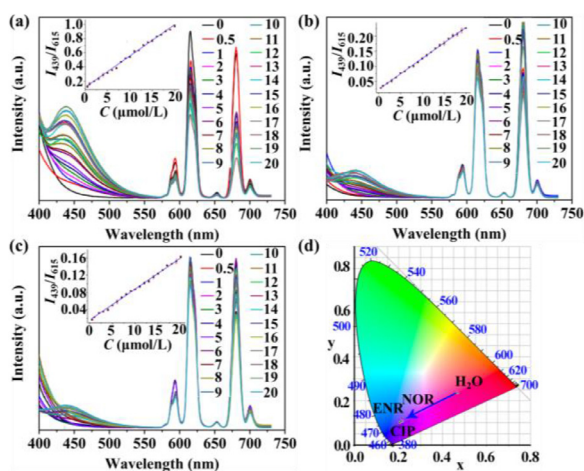 (a)
I439/I615
1.0
0.8
0.6
0.4
0.2
0 5 10 15 20
C (μmol/L)
0 10
0.5 11
1 12
2 13
3 14
4 15
5 16
6 17
7 18
8 19
9 20
Intensity (a.u.)
400 450 500 550 600 650 700 750
Wavelength (nm)
(b)
I439/I615
0.20
0.15
0.10
0.05
0 5 10 15 20
C (μmol/L)
0 10
0.5 11
1 12
2 13
3 14
4 15
5 16
6 17
7 18
8 19
9 20
Intensity (a.u.)
400 450 500 550 600 650 700 750
Wavelength (nm)
(c)
I439/I615
0.16
0.12
0.08
0.04
0 5 10 15 20
C (μmol/L)
0 10
0.5 11
1 12
2 13
3 14
4 15
5 16
6 17
7 18
8 19
9 20
Intensity (a.u.)
400 450 500 550 600 650 700 750
Wavelength (nm)
(d)
0.8
0.6
y
0.4
0.2
0.0
520
540
560
580
600
620
700
500
490
480
470
460
380
H2O
NOR
ENR
CIP
0.0 0.2 0.4 0.6 0.8